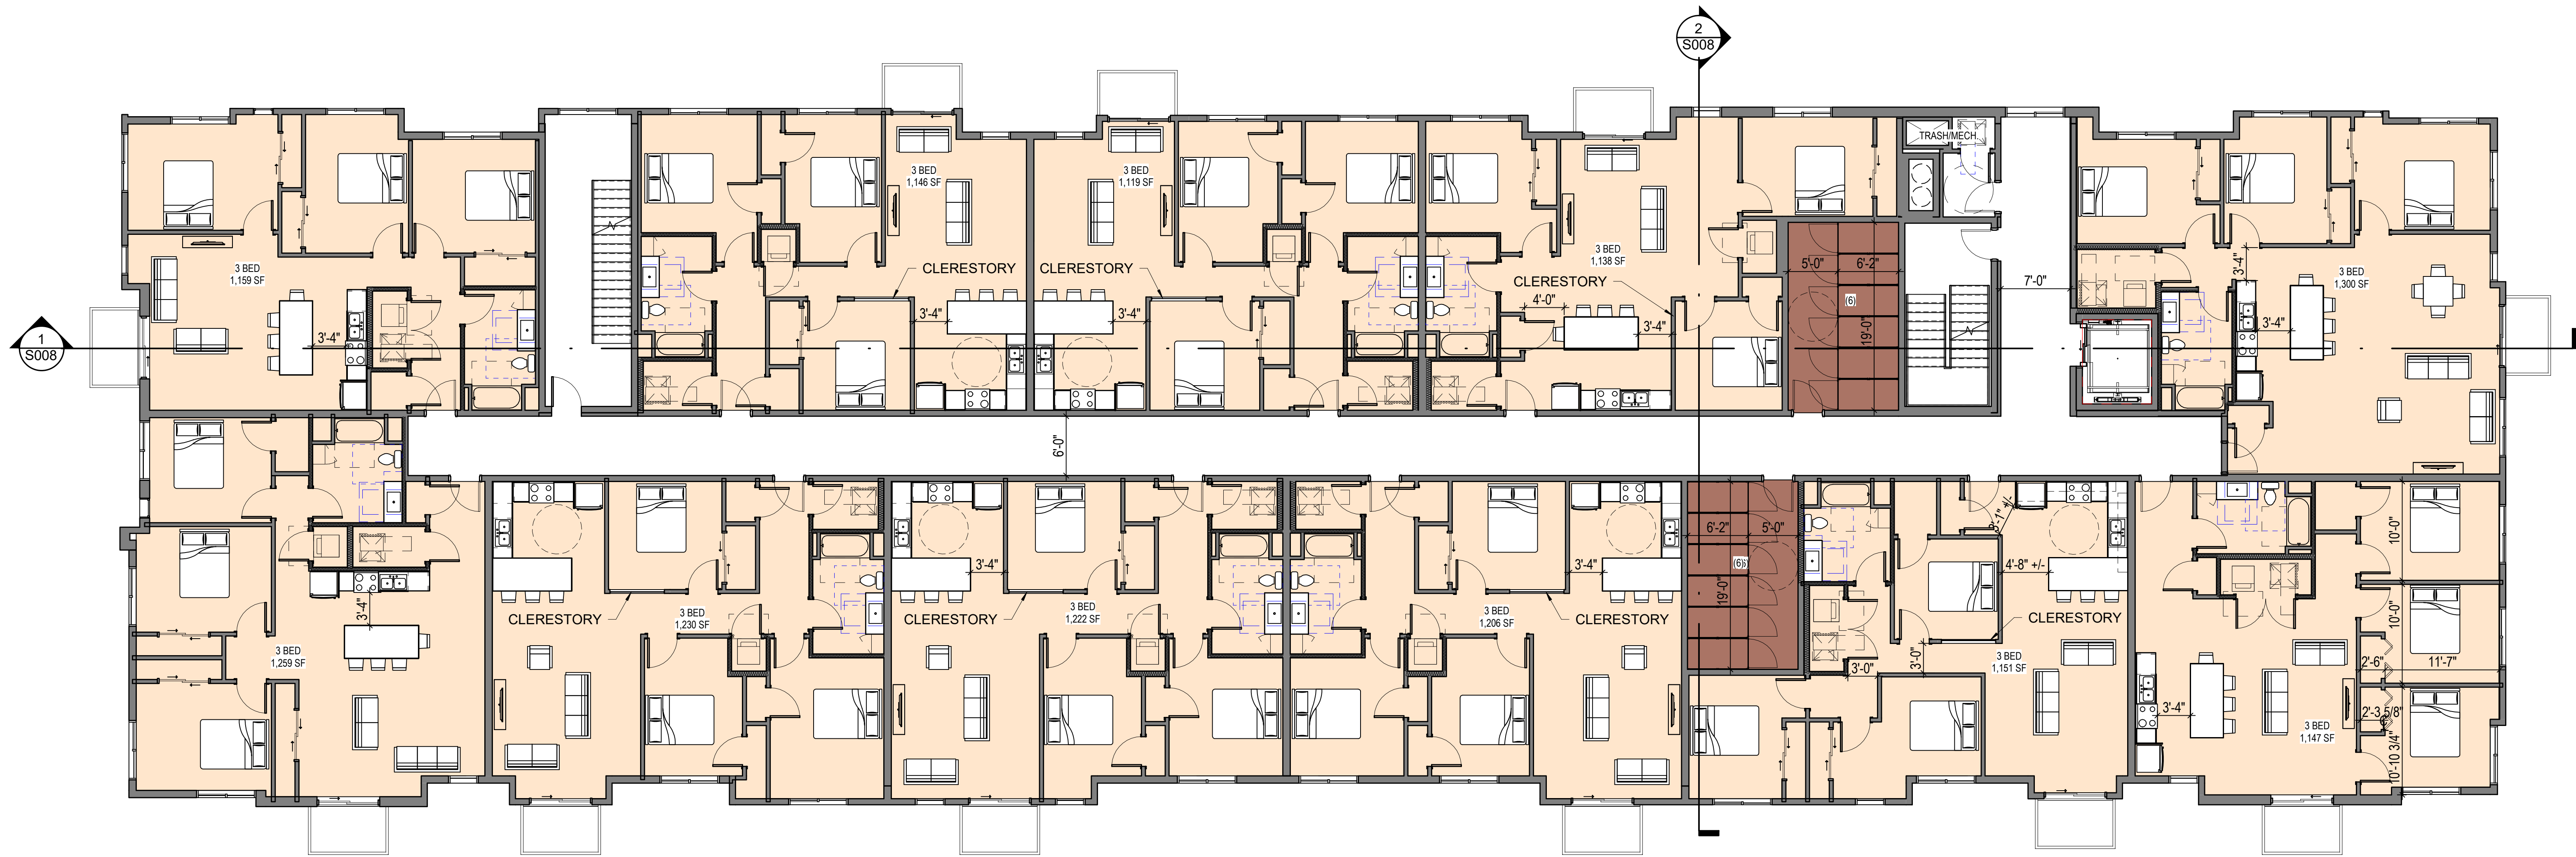 2
S008
TRASH/MECH.
3 BED
1,146 SF
3 BED
1,119 SF
3 BED
1,138 SF
3 BED
1,159 SF
3 BED
1,300 SF
CLERESTORY
CLERESTORY
CLERESTORY
5'-0"
6'-2"
7'-0"
3'-4"
(6)
4'-0"
3'-4"
3'-4"
3'-4"
3'-4"
19'-0"
3'-4"
1
S008
6'-0"
6'-2"
5'-0"
3'-1" +/-
10'-0"
3'-4"
3'-4"
(6)
4'-8" +/-
3'-4"
19'-0"
10'-0"
CLERESTORY
CLERESTORY
CLERESTORY
CLERESTORY
3 BED
1,230 SF
3 BED
1,222 SF
3 BED
1,206 SF
3 BED
1,259 SF
3 BED
1,151 SF
3'-0"
3'-0"
2'-6"
11'-7"
3'-4"
2'-3 5/8"
3 BED
1,147 SF
10'-10 3/4"